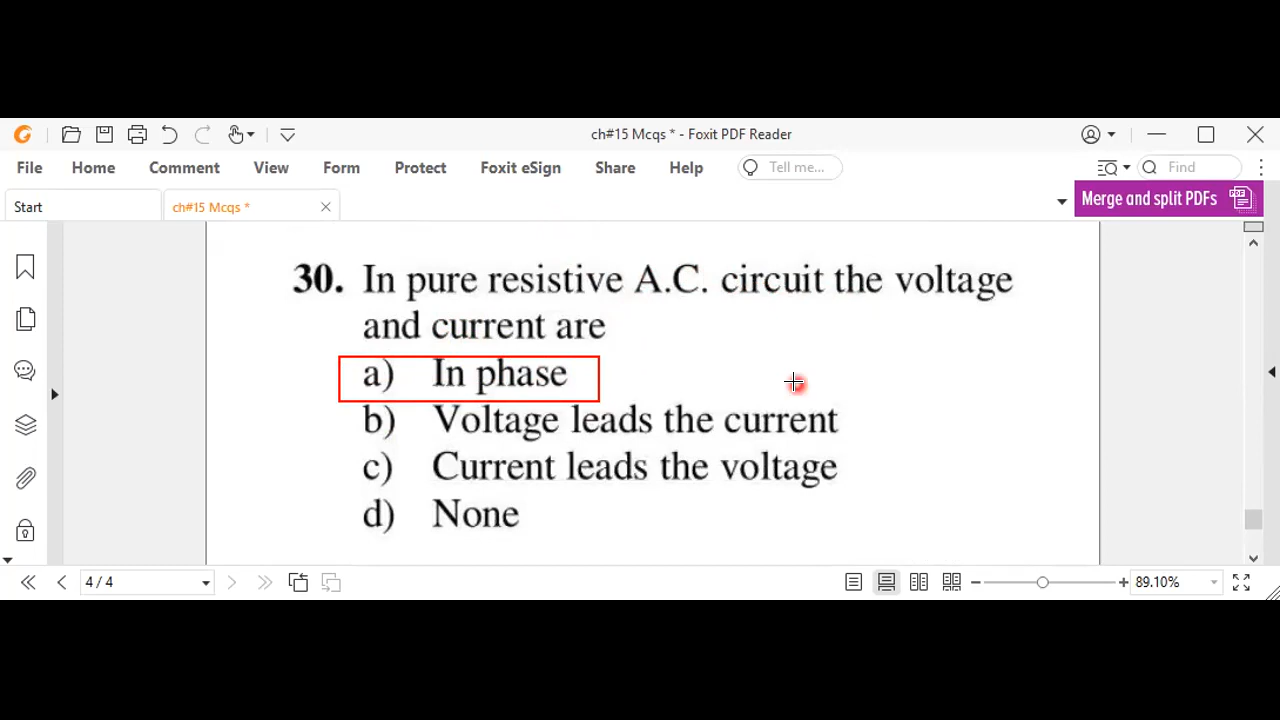 ch#15 Mcqs * - Foxit PDF Reader
File Home Comment View Form Protect Foxit eSign Share Help Tell me... Find
Start ch#15 Mcqs * Merge and split PDFs
30. In pure resistive A.C. circuit the voltage
and current are
a) In phase
b) Voltage leads the current
c) Current leads the voltage
d) None
4 / 4 89.10%